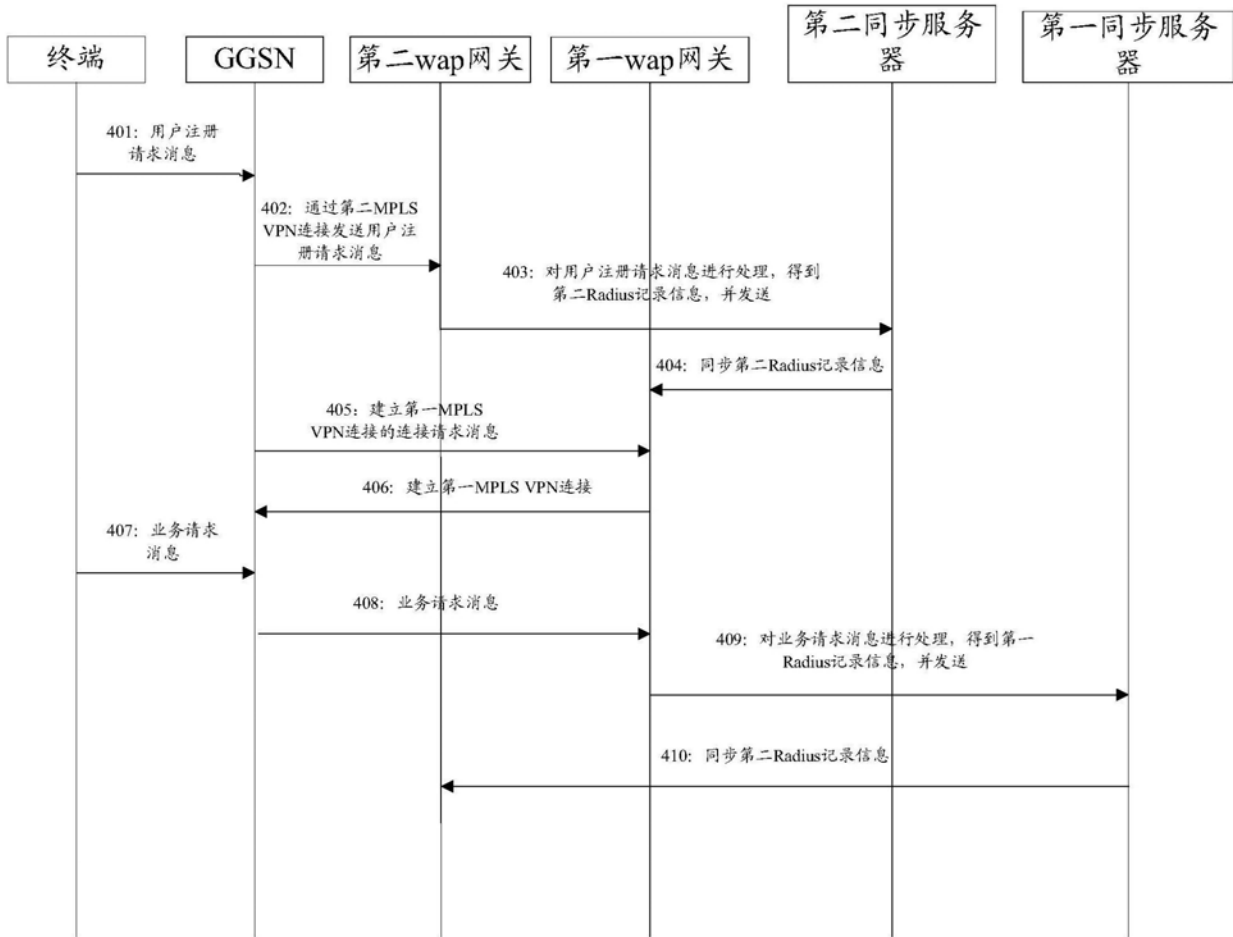 终端
GGSN
第二wap网关
第一wap网关
第二同步服务
器
第一同步服务
器
401：用户注册
请求消息
402：通过第二MPLS
VPN连接发送用户注
册请求消息
403：对用户注册请求消息进行处理，得到
第二Radius记录信息，并发送
404：同步第二Radius记录信息
405：建立第一MPLS
VPN连接的连接请求消息
406：建立第一MPLS VPN连接
407：业务请求
消息
408：业务请求消息
409：对业务请求消息进行处理，得到第一
Radius记录信息，并发送
410：同步第二Radius记录信息